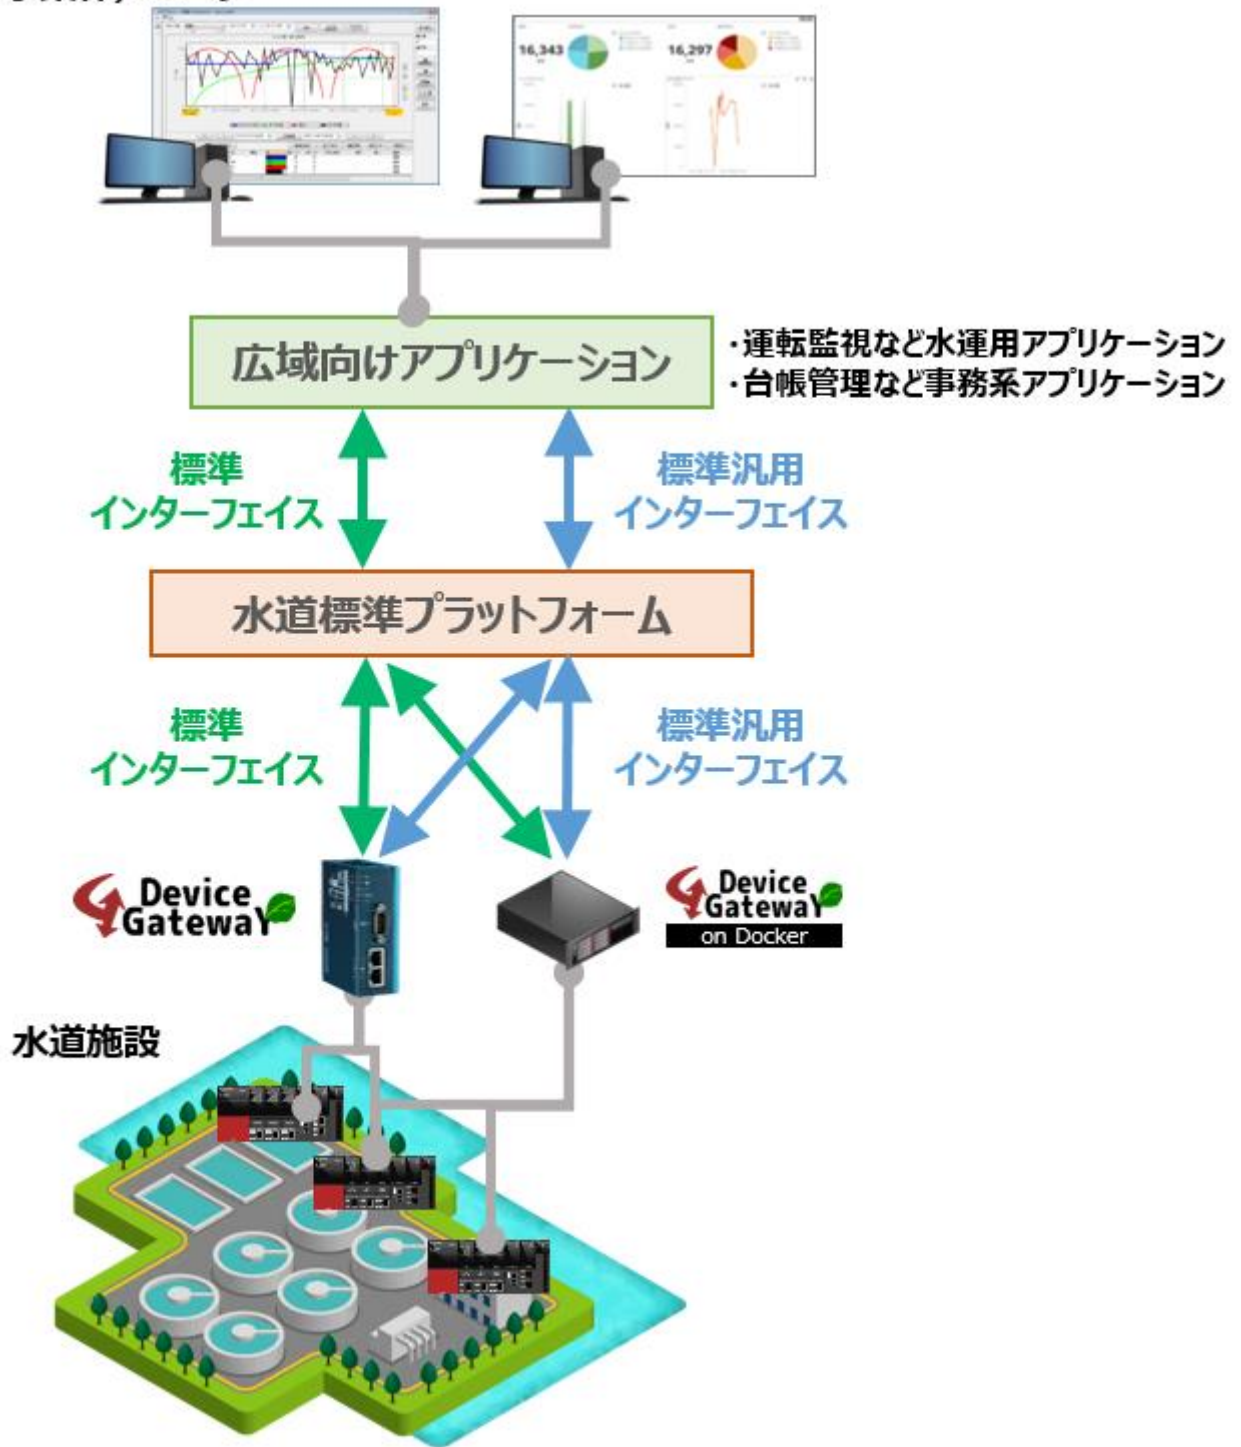 16,343
16,297
広域向けアプリケーション
・運転監視など水運用アプリケーション
・台帳管理など事務系アプリケーション
標準
インターフェイス
標準汎用
インターフェイス
水道標準プラットフォーム
標準
インターフェイス
標準汎用
インターフェイス
Device
Gateway
Device
Gateway
on Docker
水道施設